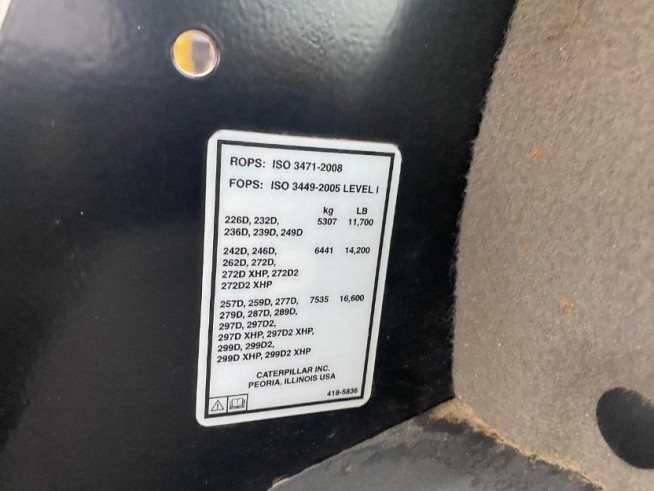 ROPS: ISO 3471-2008
FOPS: ISO 3449-2005 LEVEL I
kg LB
226D, 232D, 5307 11,700
236D, 239D, 249D
242D, 246D, 6441 14,200
262D, 272D,
272D XHP, 272D2
272D2 XHP
257D, 259D, 277D, 7535 16,600
279D, 287D, 289D,
297D, 297D2,
297D XHP, 297D2 XHP,
299D, 299D2,
299D XHP, 299D2 XHP
CATERPILLAR INC.
PEORIA, ILLINOIS USA
418-5836